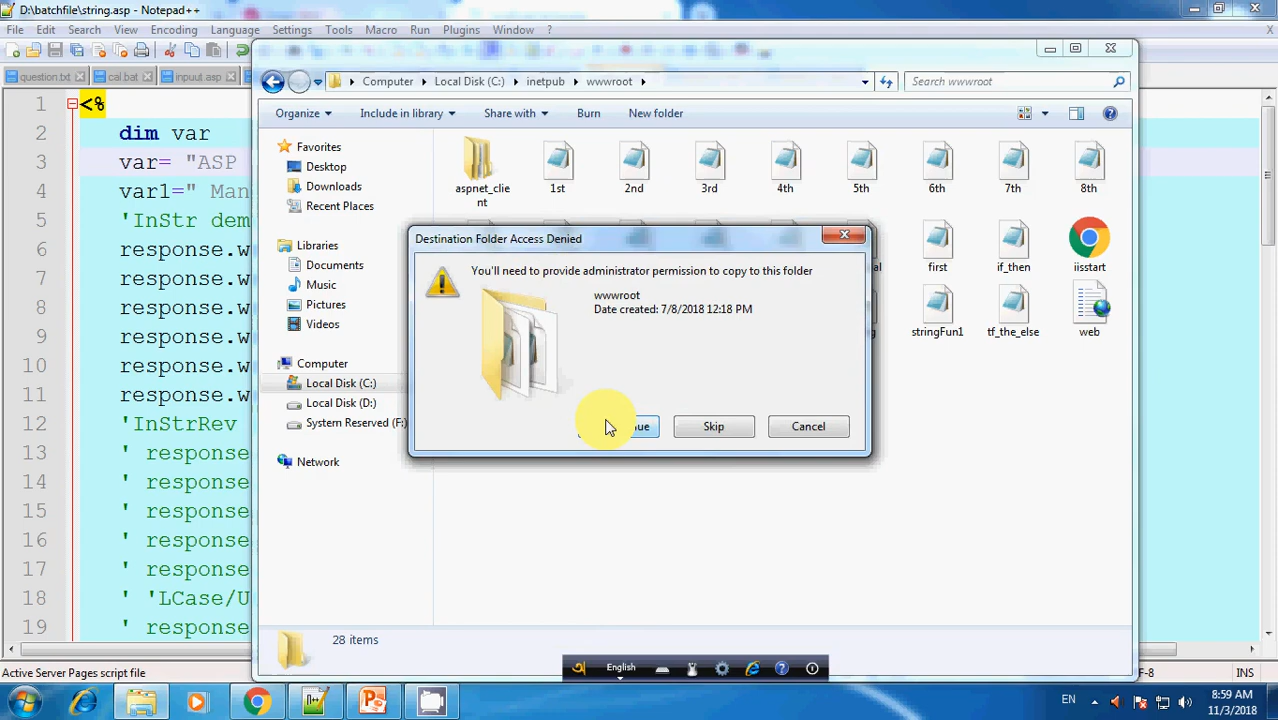 D:\batchfile\string.asp - Notepad++
File Edit Search View Encoding Language Settings Tools Macro Run Plugins Window ?
X
question.txt cal.bat input.asp
1 <%
2 dim var
3 var= "ASP
4 var1=" Man
5 'InStr dem
6 response.w
7 response.w
8 response.w
9 response.w
10 response.w
11 response.w
12 'InStrRev
13 ' response
14 ' response
15 ' response
16 ' response
17 ' response
18 ' 'LCase/U
19 ' response
Active Server Pages script file
F-8 INS
Computer Local Disk (C:) inetpub wwwroot
Search wwwroot
Organize Include in library Share with Burn New folder
Favorites
Desktop
Downloads
Recent Places
Libraries
Documents
Music
Pictures
Videos
Computer
Local Disk (C:)
Local Disk (D:)
System Reserved (F:)
Network
aspnet_clie
nt
1st 2nd 3rd 4th 5th 6th 7th 8th
al first if_then iisstart
g stringFun1 tf_the_else web
Destination Folder Access Denied
You'll need to provide administrator permission to copy to this folder
wwwroot
Date created: 7/8/2018 12:18 PM
ue Skip Cancel
28 items
English
EN
8:59 AM
11/3/2018